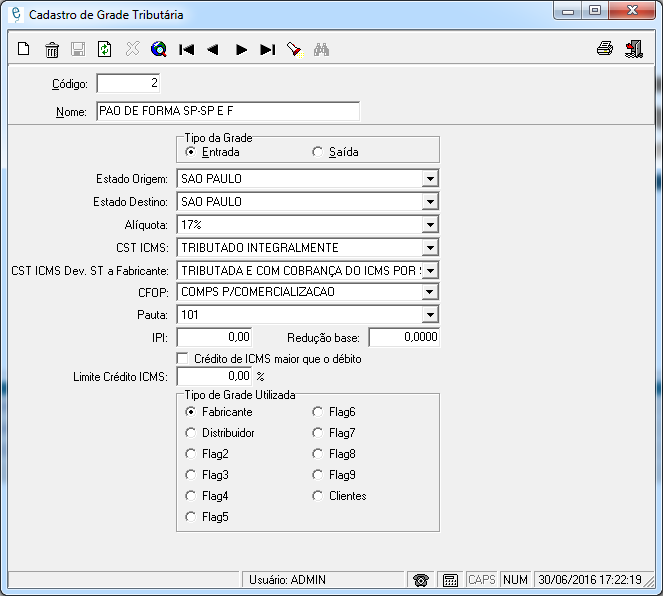 Cadastro de Grade Tributária
Código: 2
Nome: PAO DE FORMA SP-SP E F
Tipo da Grade
Entrada Saída
Estado Origem: SAO PAULO
Estado Destino: SAO PAULO
Alíquota: 17%
CST ICMS: TRIBUTADO INTEGRALMENTE
CST ICMS Dev. ST a Fabricante: TRIBUTADA E COM COBRANÇA DO ICMS POR
CFOP: COMPS P/COMERCIALIZACAO
Pauta: 101
IPI: 0,00 Redução base: 0,0000
Crédito de ICMS maior que o débito
Limite Crédito ICMS: 0,00 %
Tipo de Grade Utilizada
Fabricante Flag6
Distribuidor Flag7
Flag2 Flag8
Flag3 Flag9
Flag4 Clientes
Flag5
Usuário: ADMIN CAPS NUM 30/06/2016 17:22:19